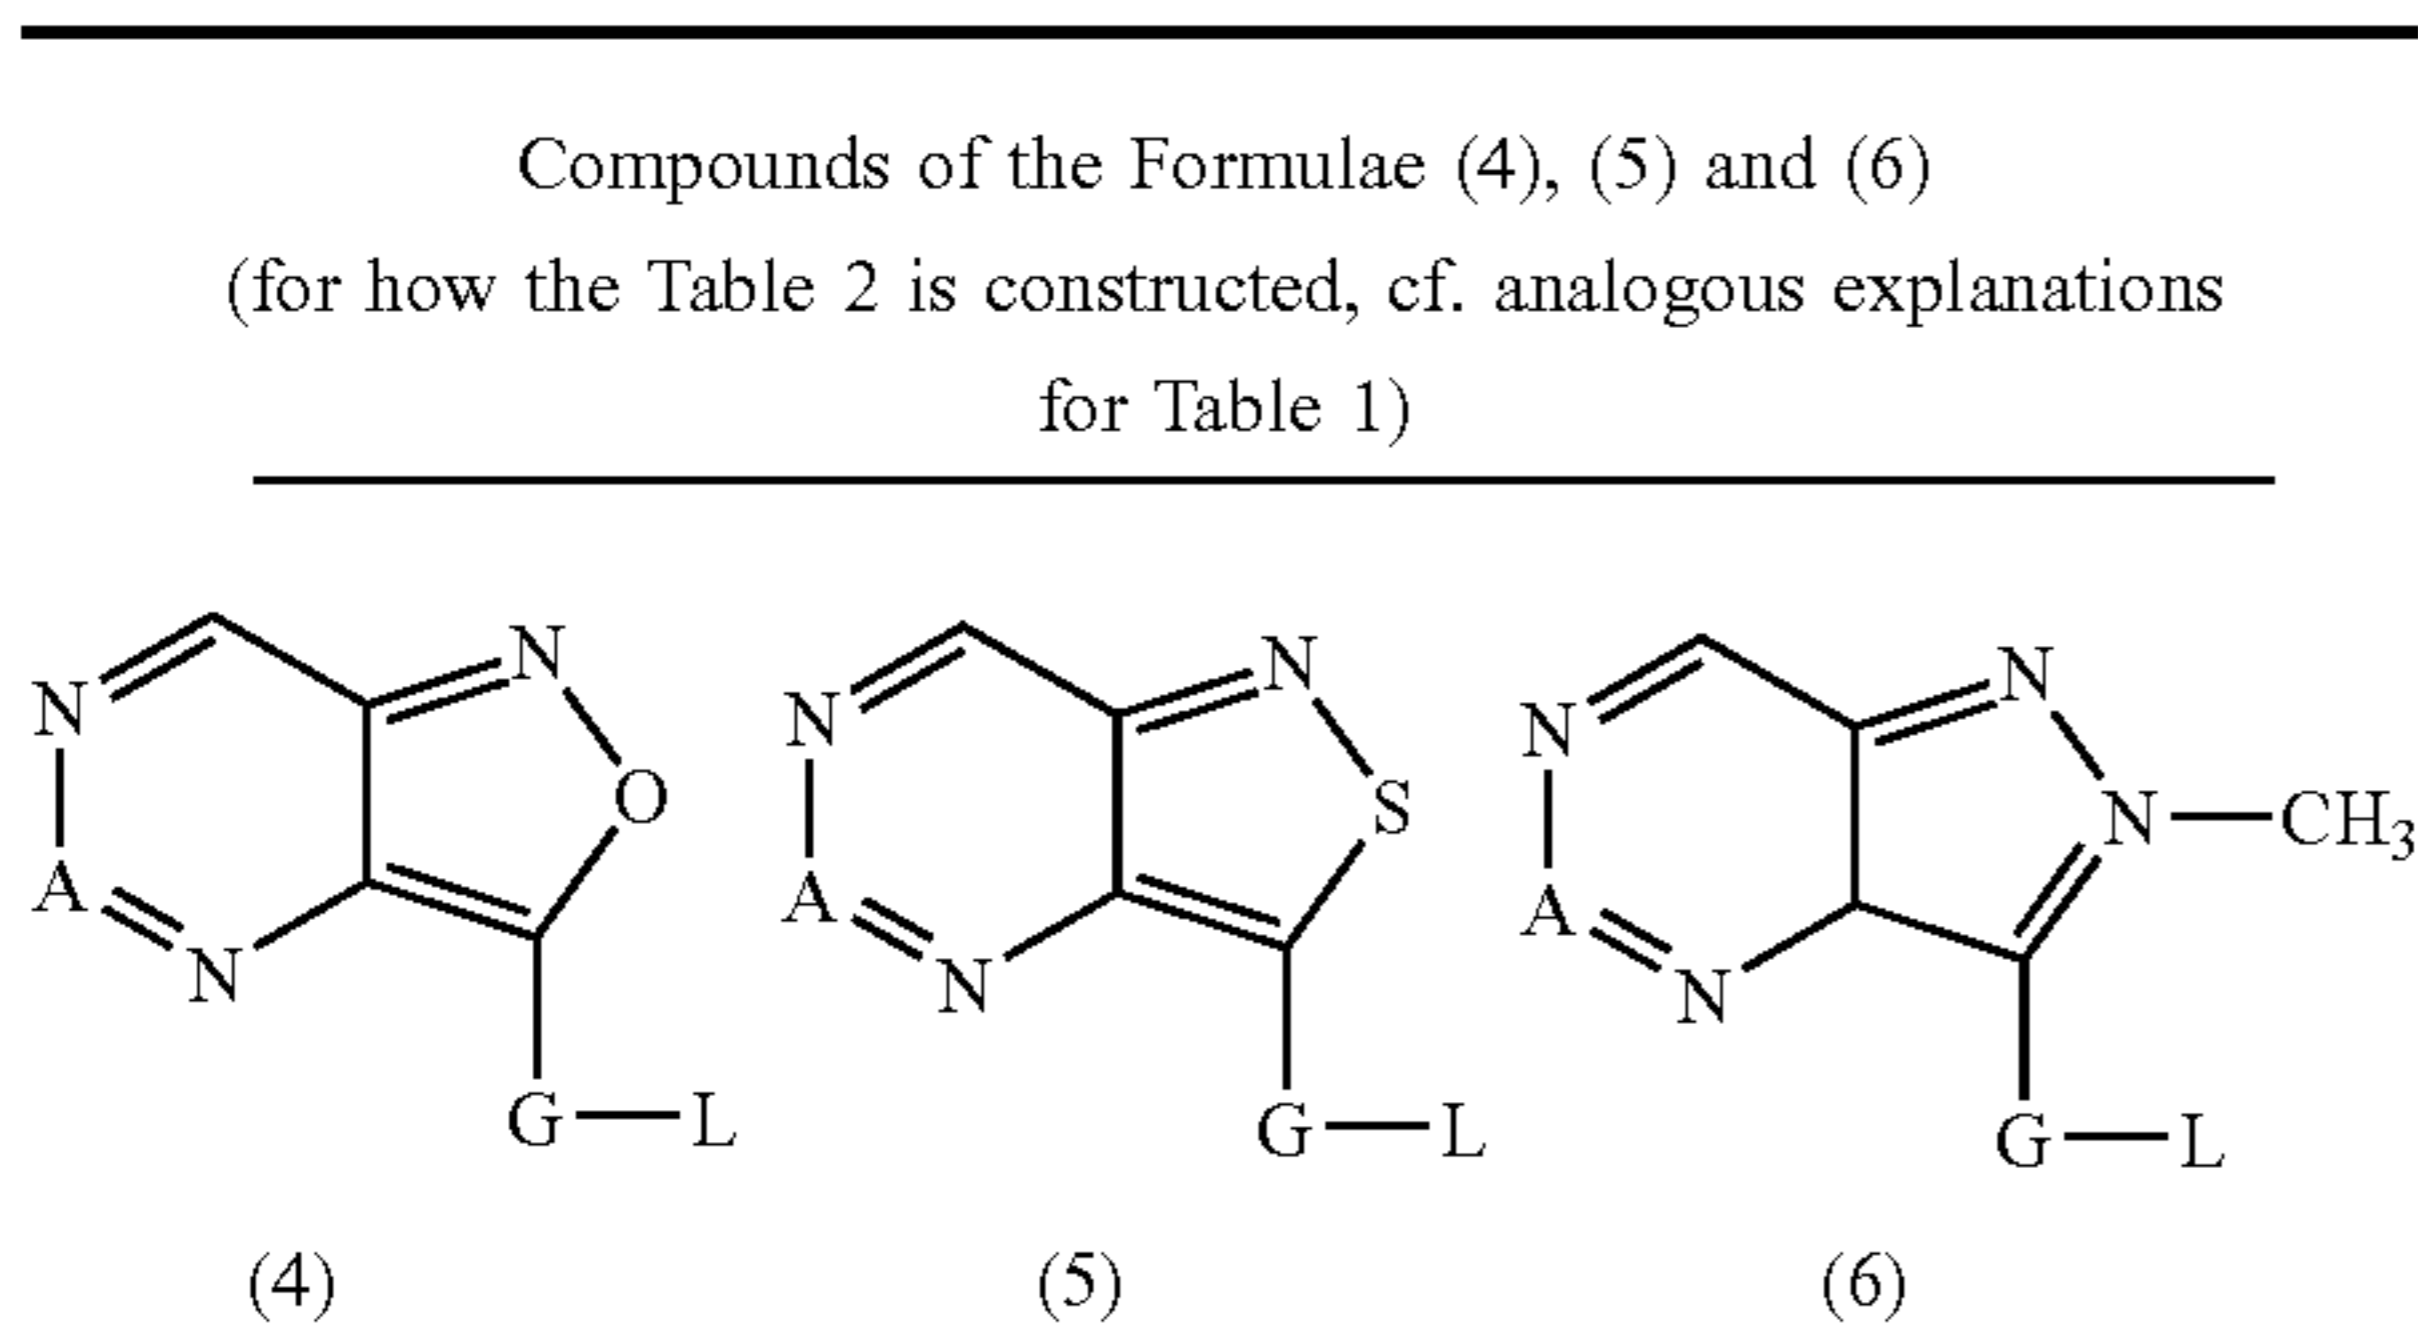 Compounds of the Formulae (4), (5) and (6)
(for how the Table 2 is constructed, cf. analogous explanations
for Table 1)
N N O A N G L
N N S A N G L
N N N CH3 A N G L
(4) (5) (6)